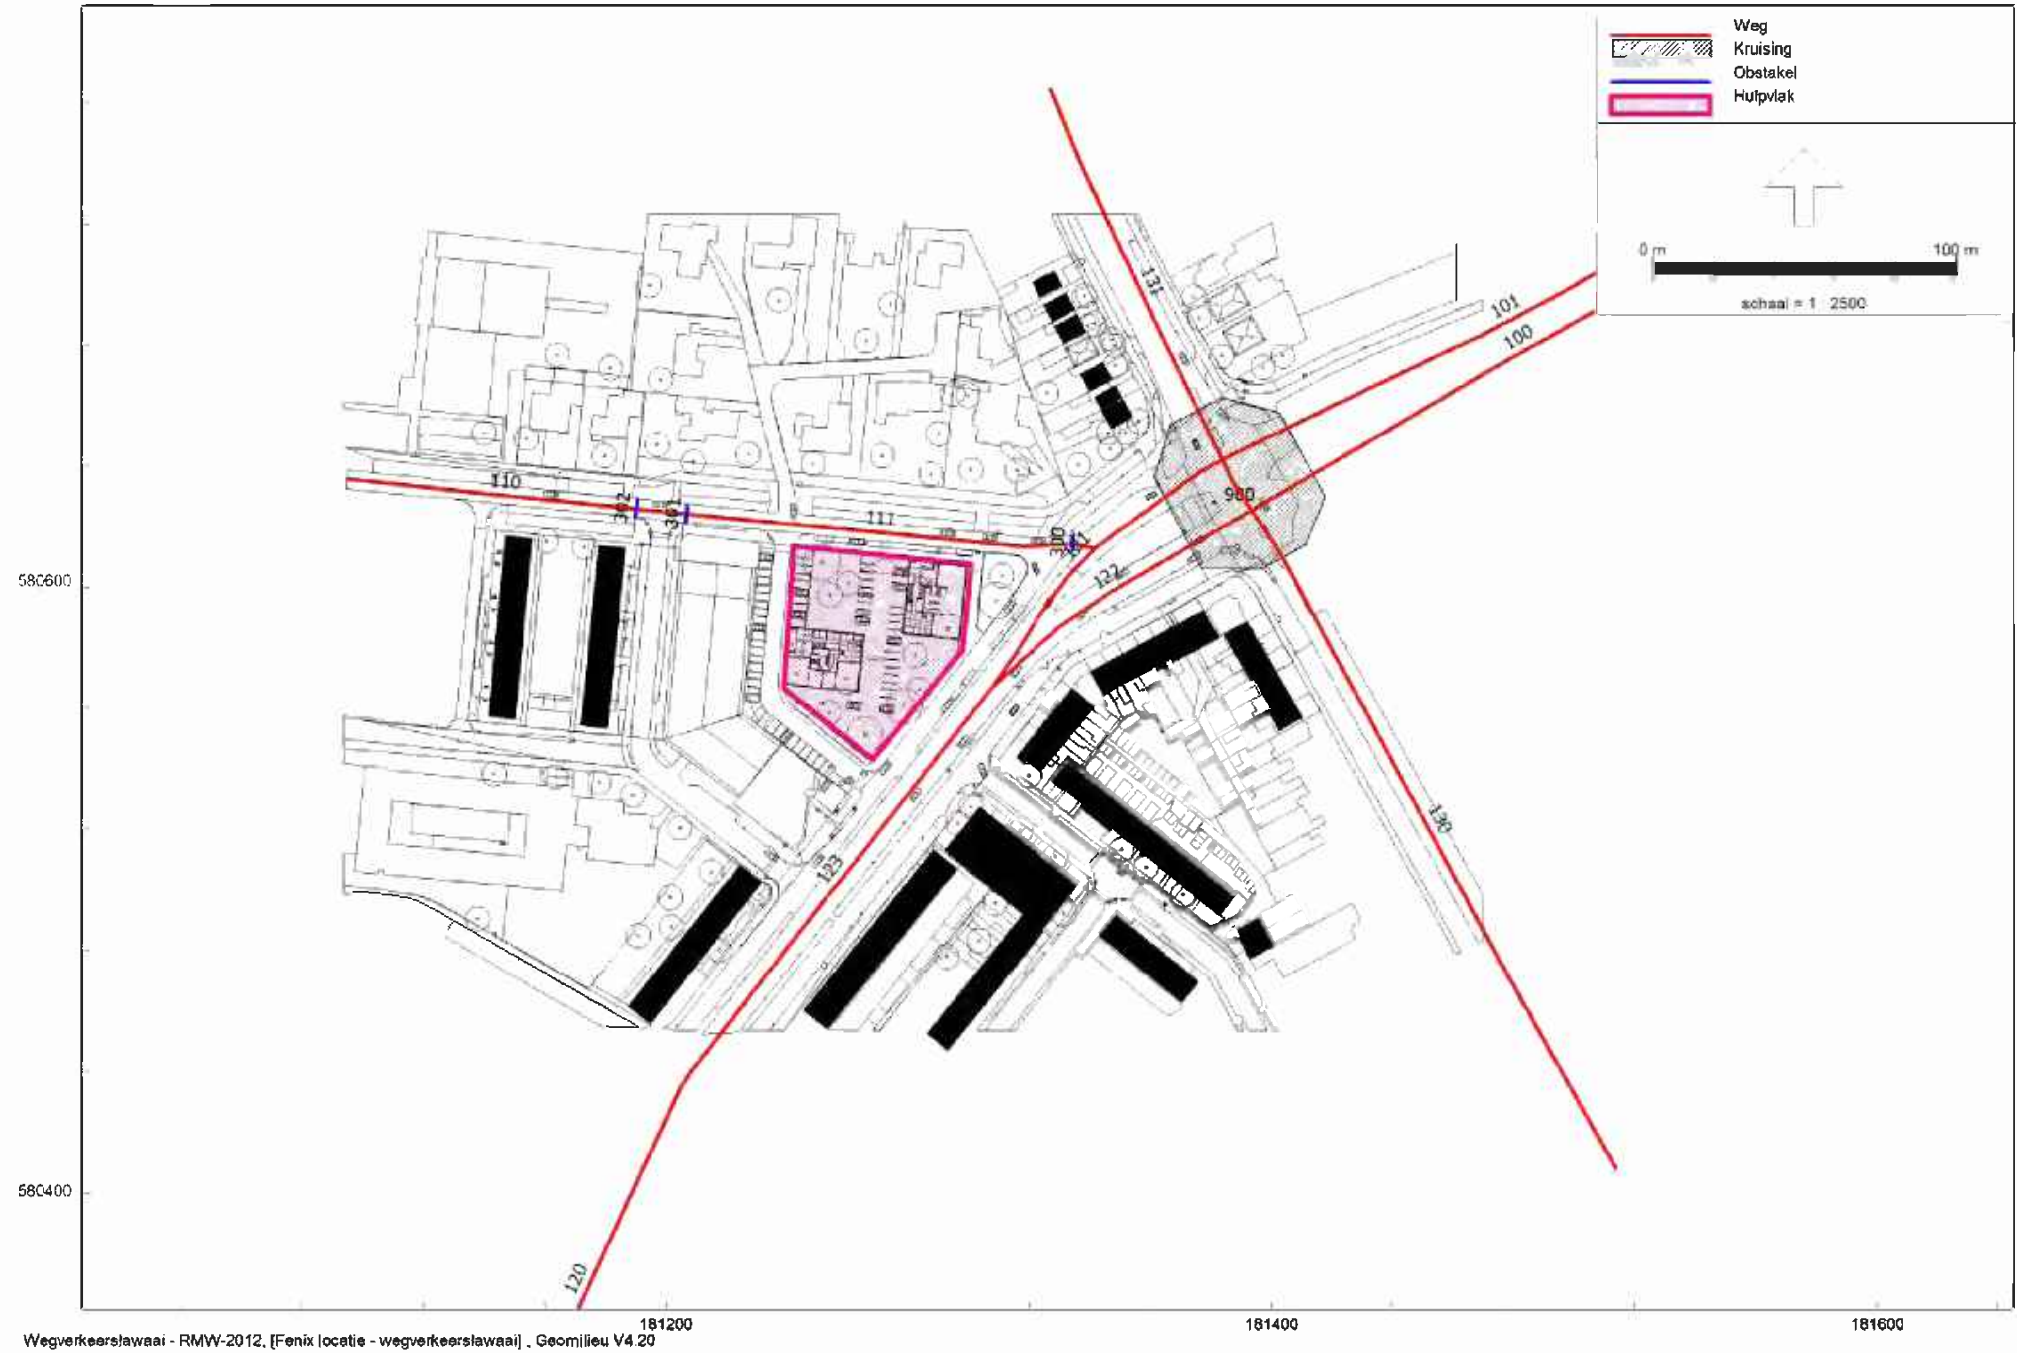 Weg
Kruising
Obstakel
Hulpvlak
0 m
100 m
schaal = 1 : 2500
131
101
100
110
302
301
111
300
980
122
580600
130
123
580400
120
181200
181400
181600
Wegverkeerslawaai - RMW-2012, [Fenix locatie - wegverkeerslawaai] , Geomilieu V4.20